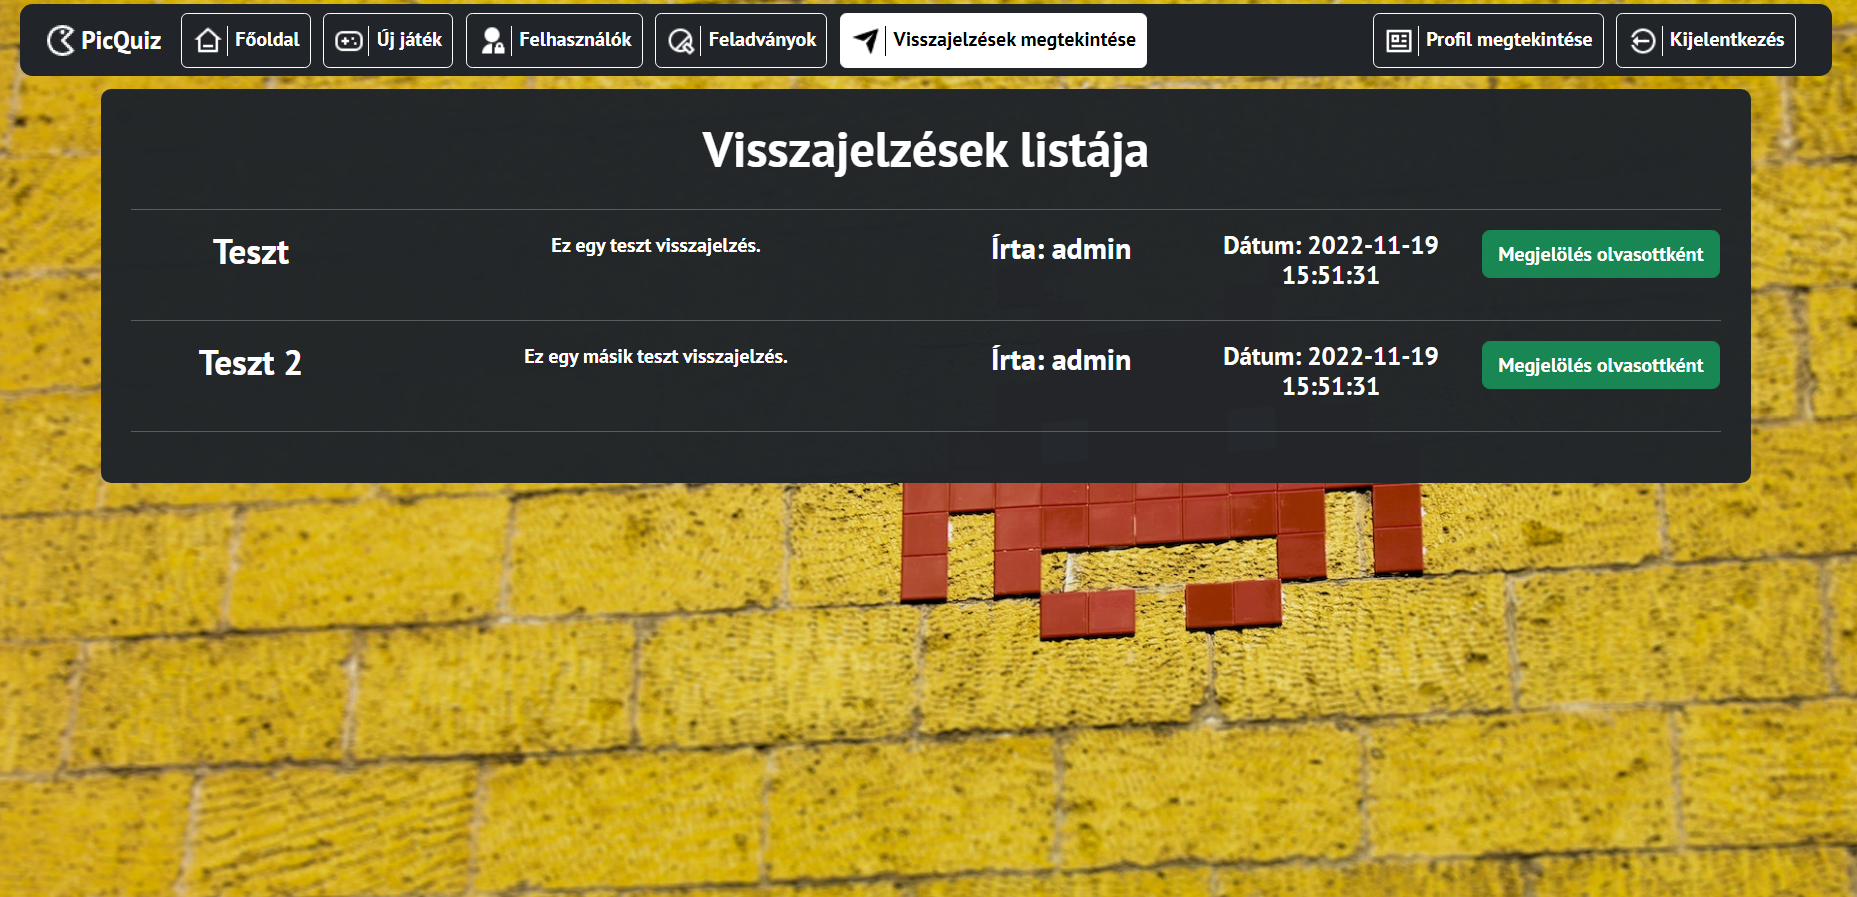 PicQuiz Főoldal Új játék Felhasználók Feladványok Visszajelzések megtekintése Profil megtekintése Kijelentkezés
Visszajelzések listája
Teszt Ez egy teszt visszajelzés. Írta: admin Dátum: 2022-11-19 Megjelölés olvasottként
15:51:31
Teszt 2 Ez egy másik teszt visszajelzés. Írta: admin Dátum: 2022-11-19 Megjelölés olvasottként
15:51:31